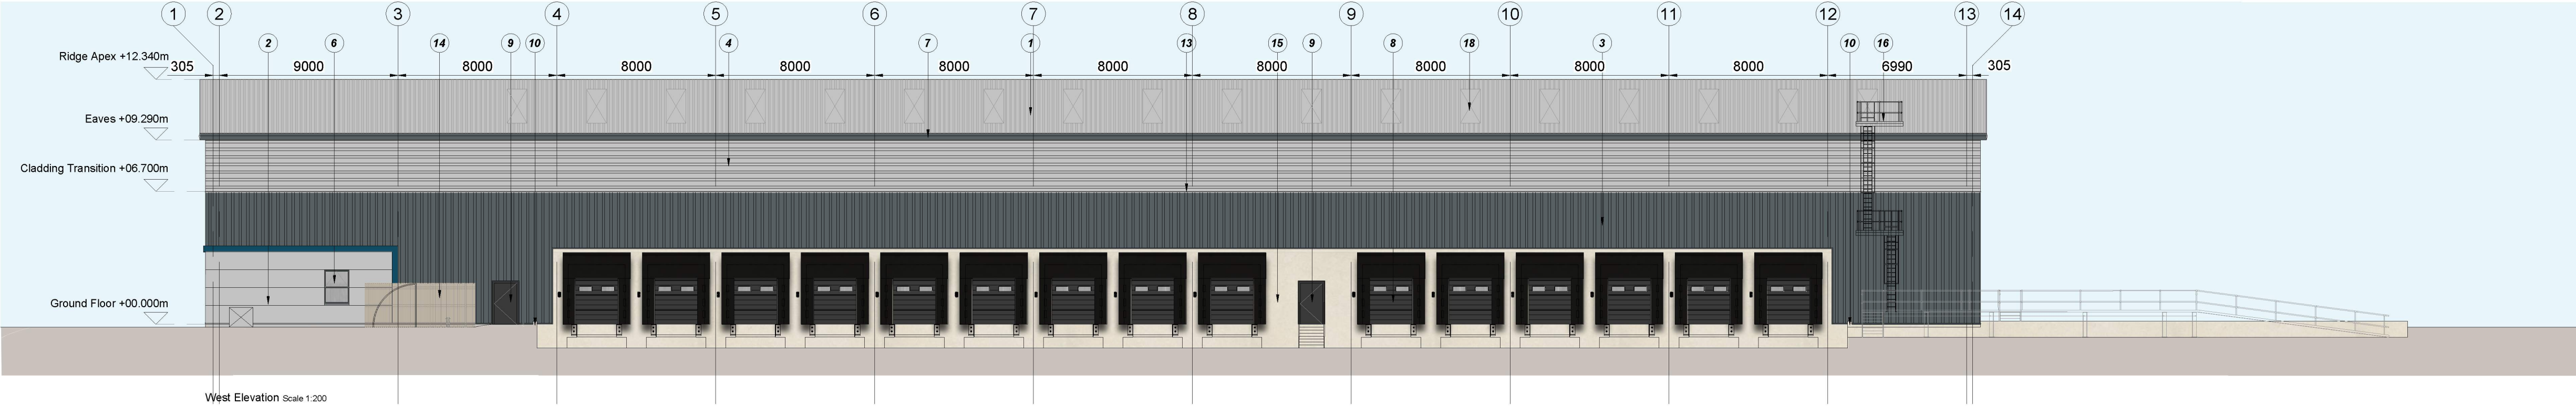 1 2 3 4 5 6 7 8 9 10 11 12 13 14
2 6 14 9 10 4 7 1 13 15 9 8 18 3 10 16
Ridge Apex +12.340m
305 9000 8000 8000 8000 8000 8000 8000 8000 8000 8000 6990 305
Eaves +09.290m
Cladding Transition +06.700m
Ground Floor +00.000m
West Elevation Scale 1:200